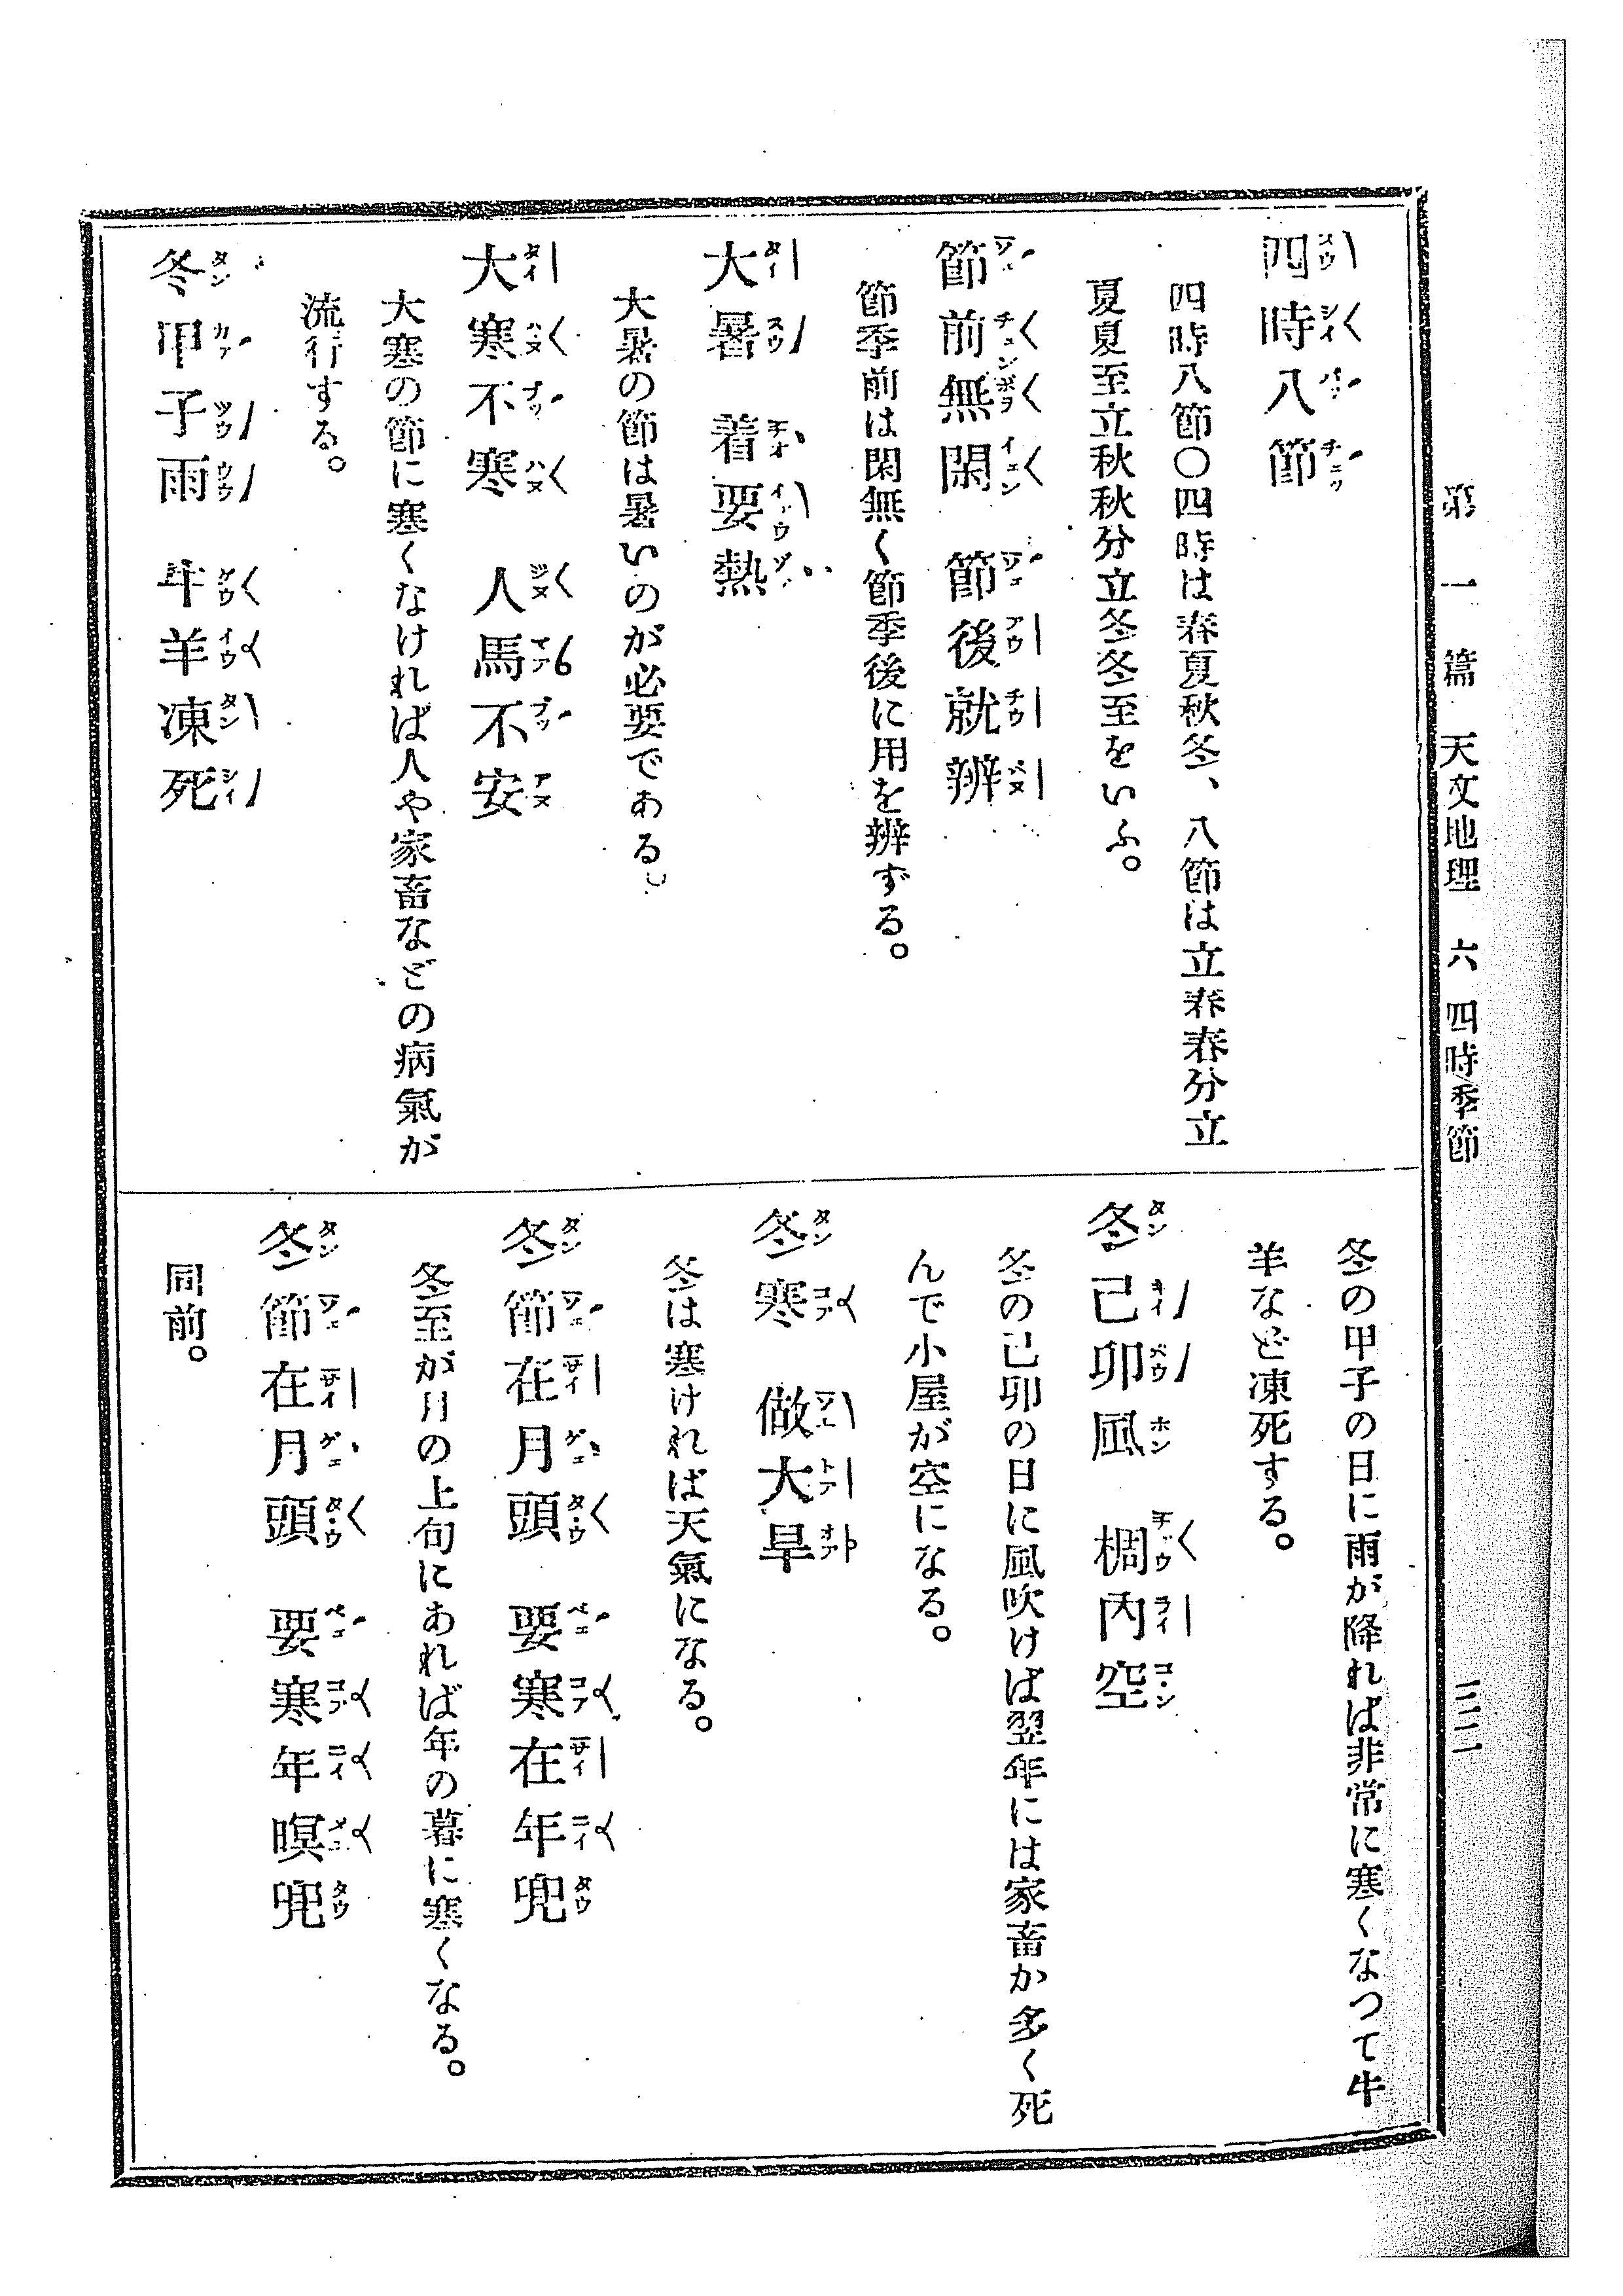 第一篇 天文地理 六 四時季節
三二
四時八節
四時八節〇四時は春夏秋冬、八節は立春春分立
夏夏至立秋秋分立冬冬至をいふ。
節前無閑 節後就辨
節季前は閑無く節季後に用を辨ずる。
大暑 着要熱
大暑の節は暑いのが必要である。
大寒不寒 人馬不安
大寒の節に寒くなければ人や家畜などの病氣が
流行する。
冬甲子雨 牛羊凍死
冬の甲子の日に雨が降れば非常に寒くなつて牛
羊など凍死する。
冬己卯風 椆內空
冬の己卯の日に風吹けば翌年には家畜か多く死
んで小屋が空になる。
冬寒 做大旱
冬は寒ければ天氣になる。
冬節在月頭 要寒在年兜
冬至が月の上旬にあれば年の暮に寒くなる。
冬節在月頭 要寒年暝兜
同前。